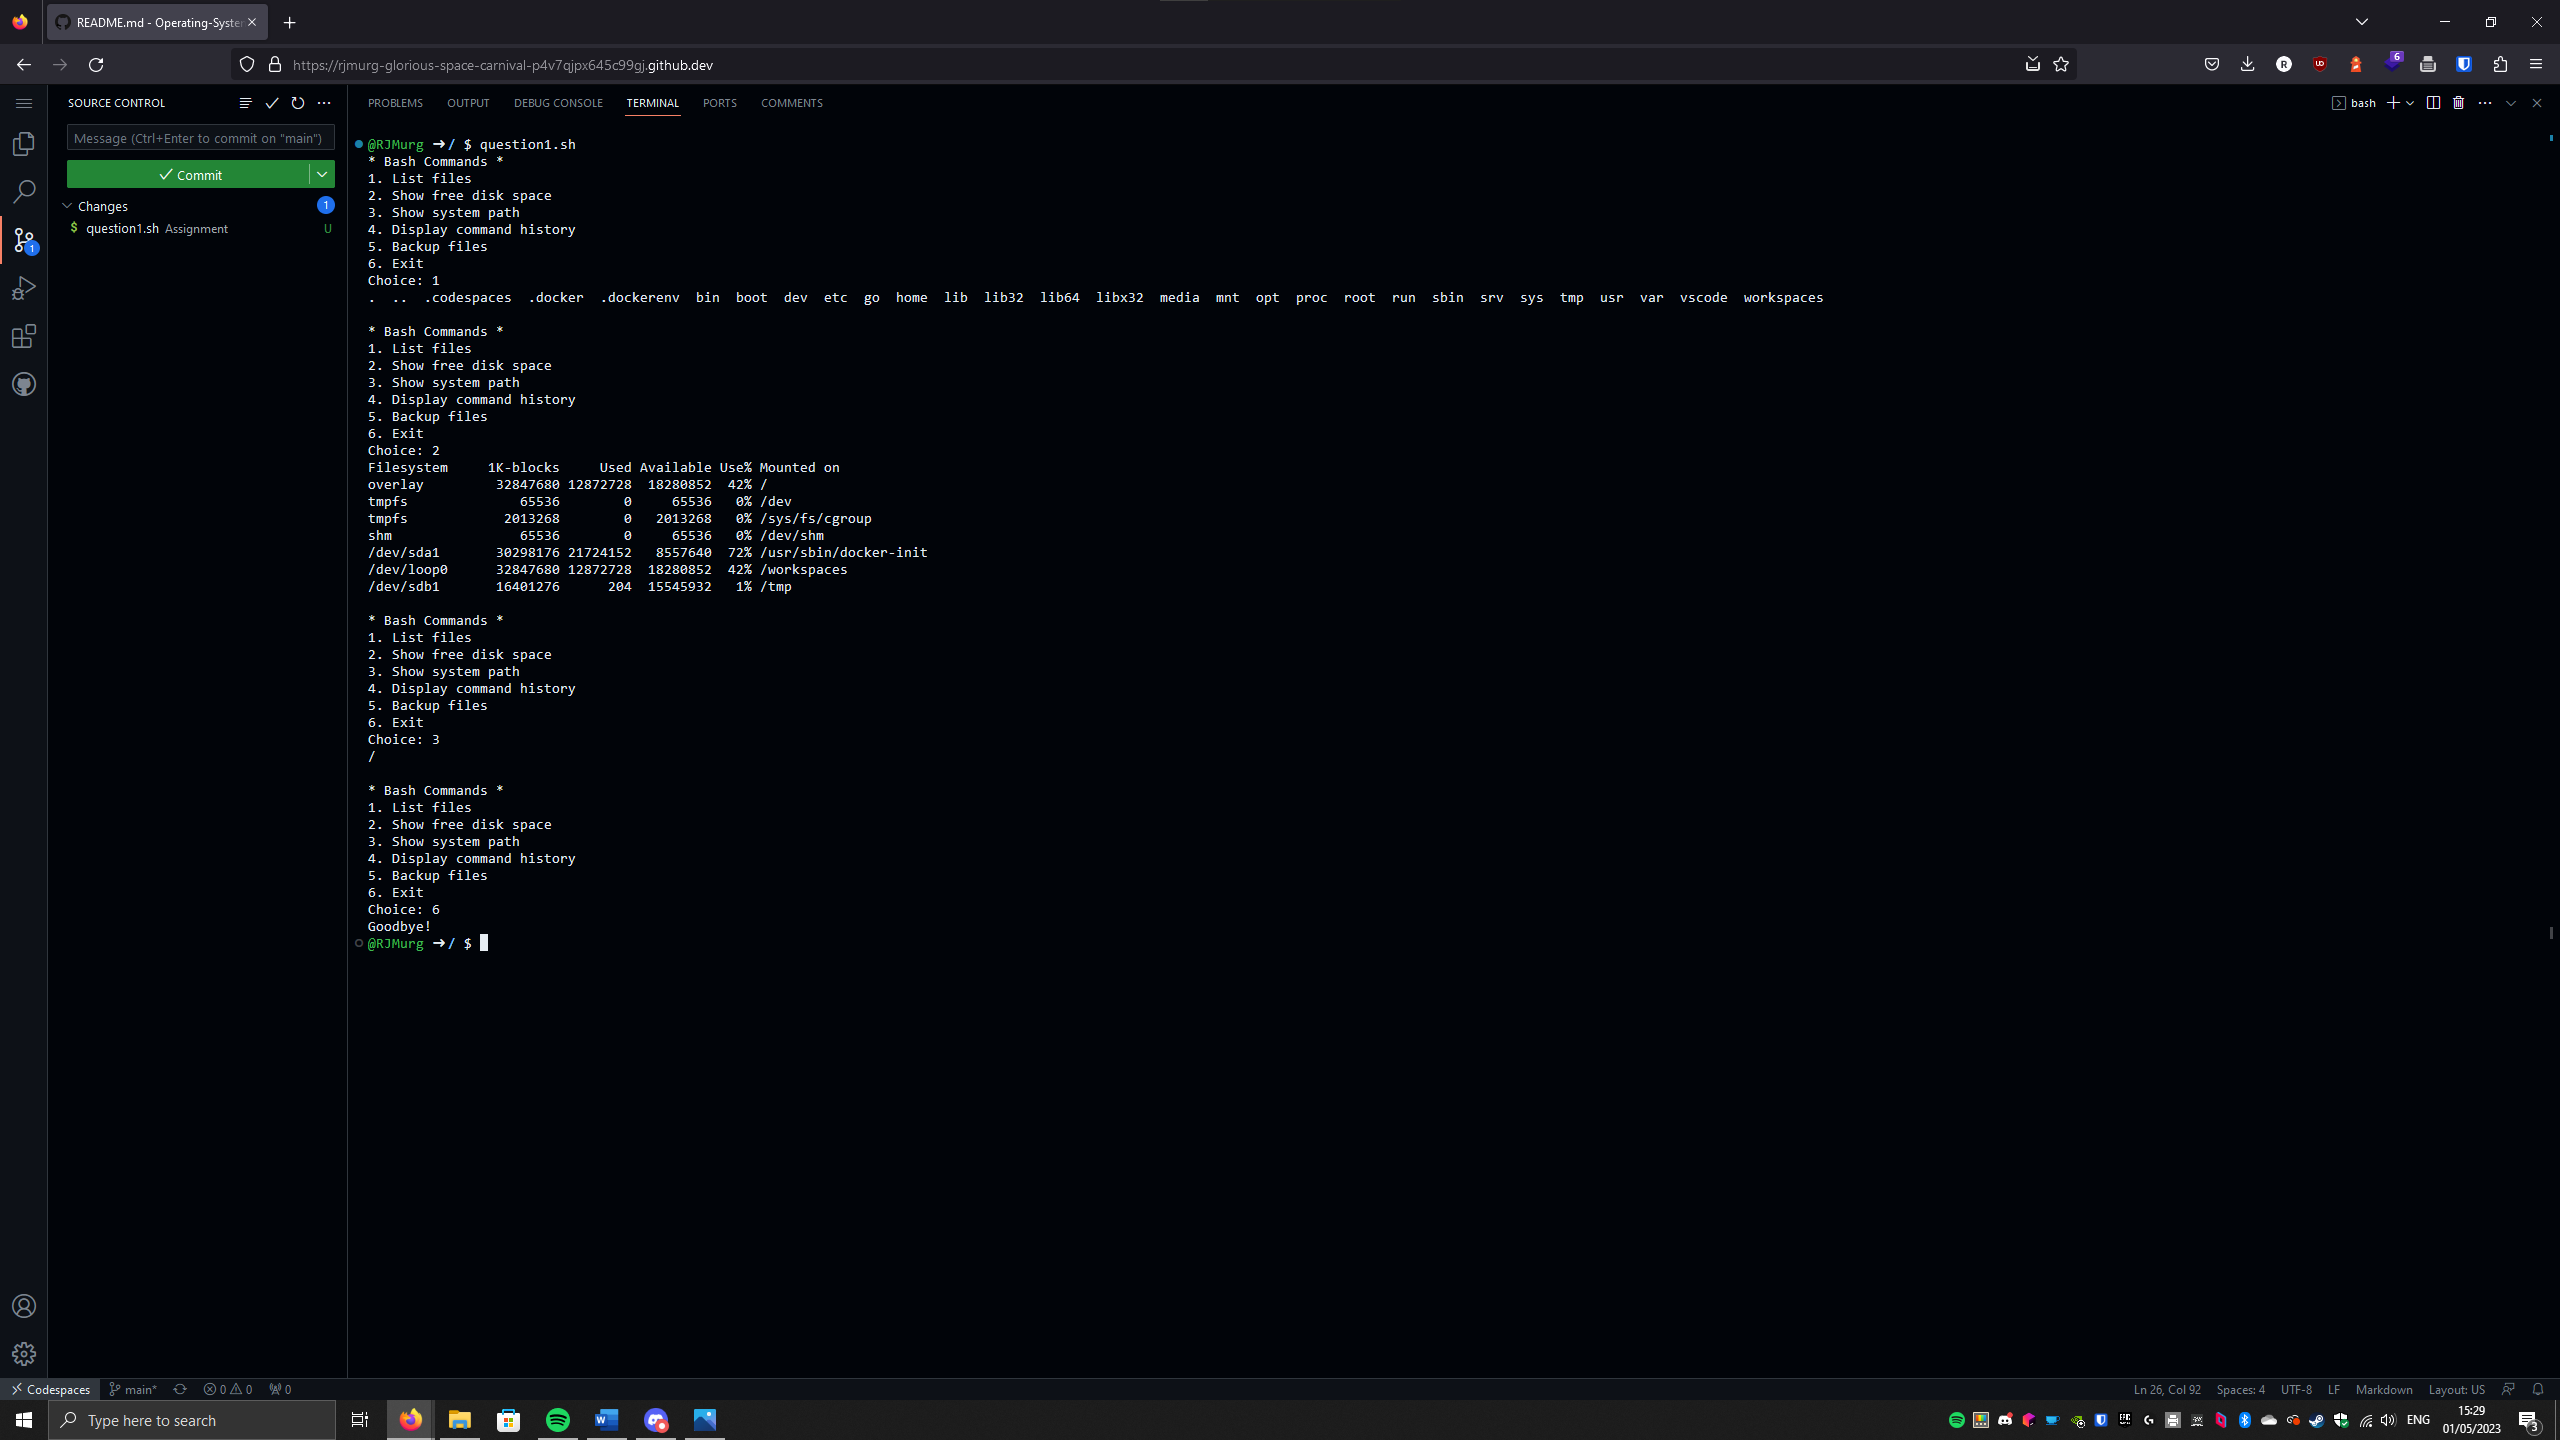 README.md - Operating-Syste
https://rjmurg-glorious-space-carnival-p4v7qjpx645c99gj.github.dev
6
SOURCE CONTROL
Message (Ctrl+Enter to commit on "main")
Commit
Changes 1
$ question1.sh Assignment U
1
PROBLEMS OUTPUT DEBUG CONSOLE TERMINAL PORTS COMMENTS
bash
@RJMurg ➜ / $ question1.sh
* Bash Commands *
1. List files
2. Show free disk space
3. Show system path
4. Display command history
5. Backup files
6. Exit
Choice: 1
. .. .codespaces .docker .dockerenv bin boot dev etc go home lib lib32 lib64 libx32 media mnt opt proc root run sbin srv sys tmp usr var vscode workspaces
* Bash Commands *
1. List files
2. Show free disk space
3. Show system path
4. Display command history
5. Backup files
6. Exit
Choice: 2
Filesystem 1K-blocks Used Available Use% Mounted on
overlay 32847680 12872728 18280852 42% /
tmpfs 65536 0 65536 0% /dev
tmpfs 2013268 0 2013268 0% /sys/fs/cgroup
shm 65536 0 65536 0% /dev/shm
/dev/sda1 30298176 21724152 8557640 72% /usr/sbin/docker-init
/dev/loop0 32847680 12872728 18280852 42% /workspaces
/dev/sdb1 16401276 204 15545932 1% /tmp
* Bash Commands *
1. List files
2. Show free disk space
3. Show system path
4. Display command history
5. Backup files
6. Exit
Choice: 3
/
* Bash Commands *
1. List files
2. Show free disk space
3. Show system path
4. Display command history
5. Backup files
6. Exit
Choice: 6
Goodbye!
@RJMurg ➜ / $
Codespaces main* 0 0 0
Ln 26, Col 92 Spaces: 4 UTF-8 LF Markdown Layout: US
Type here to search
ENG
15:29
01/05/2023
3